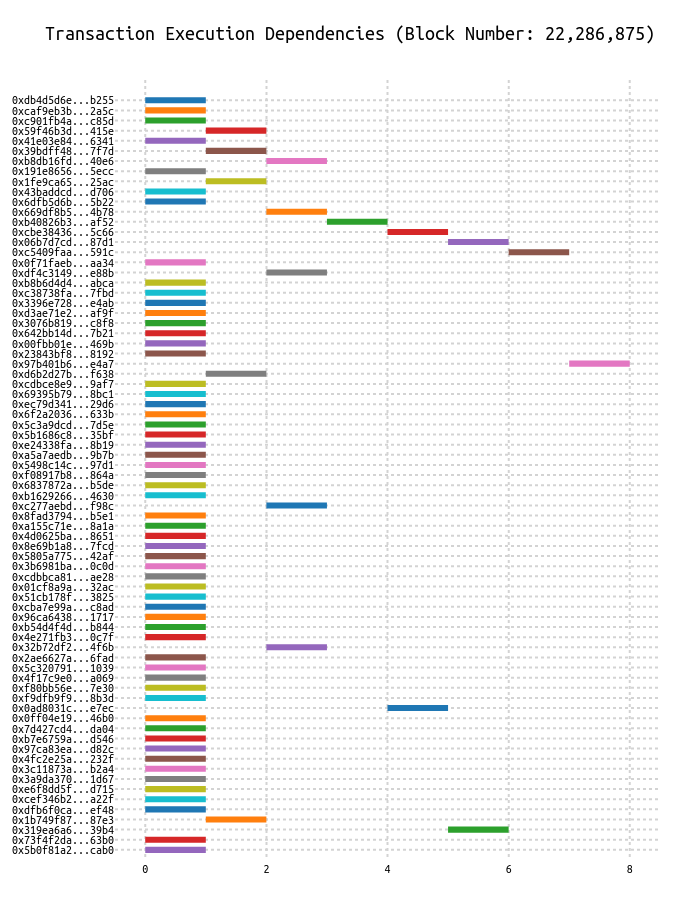 Transaction Execution Dependencies (Block Number: 22,286,875)
0xdb4d5d6e...b255
0xcaf9eb3b...2a5c
0xc901fb4a...c85d
0x59f46b3d...415e
0x41e03e84...6341
0x39bdff48...7f7d
0xb8db16fd...40e6
0x191e8656...5ecc
0x1fe9ca65...25ac
0x43baddcd...d706
0x6dfb5d6b...5b22
0x669df8b5...4b78
0xb40826b3...af52
0xcbe38436...5c66
0x06b7d7cd...87d1
0xc5409faa...591c
0x0f71faeb...aa34
0xdf4c3149...e88b
0xb8b6d4d4...abca
0xc38738fa...7fbd
0x3396e728...e4ab
0xd3ae71e2...af9f
0x3076b819...c8f8
0x642bb14d...7b21
0x00fbb01e...469b
0x23843bf8...8192
0x97b401b6...e4a7
0xd6b2d27b...f638
0xcdbce8e9...9af7
0x69395b79...8bc1
0xec79d341...29d6
0x6f2a2036...633b
0x5c3a9dcd...7d5e
0x5b1686c8...35bf
0xe24338fa...8b19
0xa5a7aedb...9b7b
0x5498c14c...97d1
0xf08917b8...864a
0x6837872a...b5de
0xb1629266...4630
0xc277aebd...f98c
0x8fad3794...b5e1
0xa155c71e...8a1a
0x4d0625ba...8651
0x8e69b1a8...7fcd
0x5805a775...42af
0x3b6981ba...0c0d
0xcdbbca81...ae28
0x01cf8a9a...32ac
0x51cb178f...3825
0xcba7e99a...c8ad
0x96ca6438...1717
0xb54d4f4d...b844
0x4e271fb3...0c7f
0x32b72df2...4f6b
0x2ae6627a...6fad
0x5c320791...1039
0x4f17c9e0...a069
0xf80bb56e...7e30
0xf9dfb9f9...8b3d
0x0ad8031c...e7ec
0x0ff04e19...46b0
0x7d427cd4...da04
0xb7e6759a...d546
0x97ca83ea...d82c
0x4fc2e25a...232f
0x3c11873a...b2a4
0x3a9da370...1d67
0xe6f8dd5f...d715
0xcef346b2...a22f
0xdfb6f0ca...ef48
0x1b749f87...87e3
0x319ea6a6...39b4
0x73f4f2da...63b0
0x5b0f81a2...cab0
0 2 4 6 8